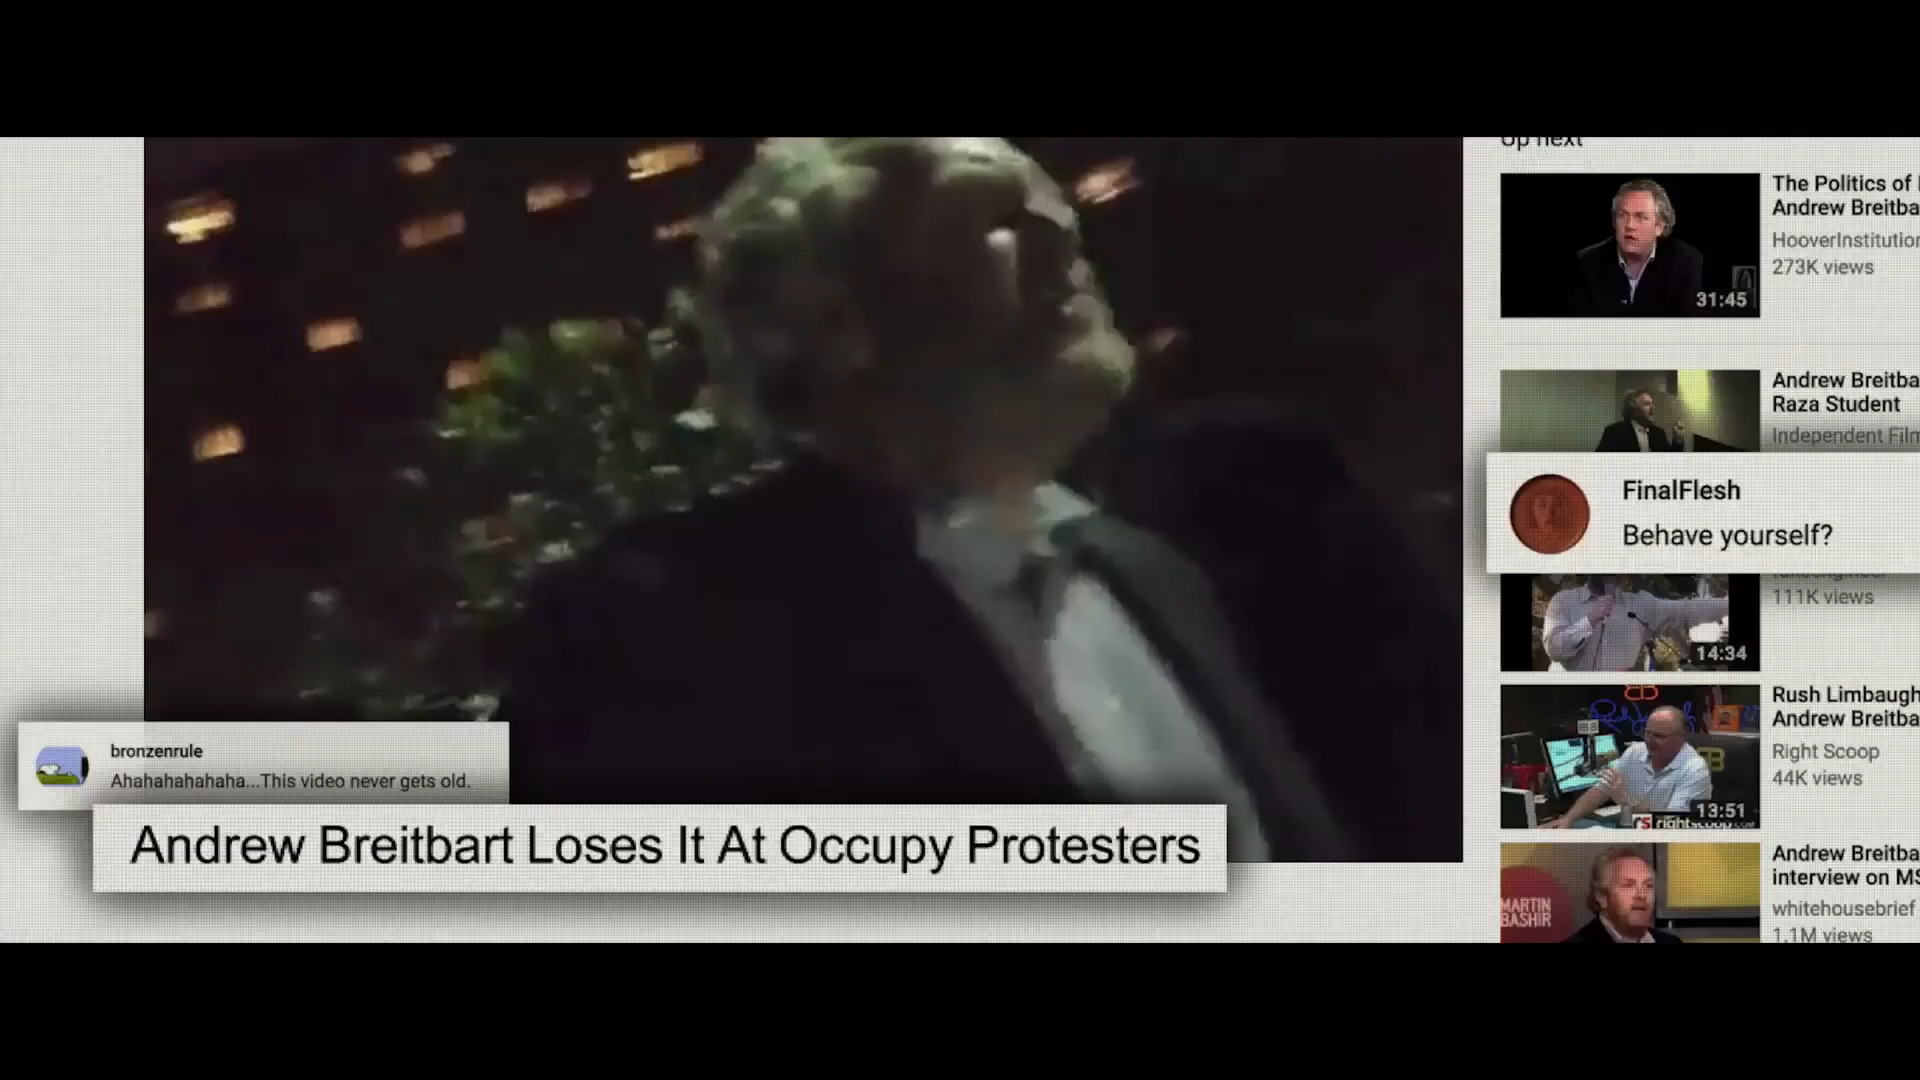 Up next
The Politics of
Andrew Breitba
HooverInstitution
273K views
31:45
Andrew Breitba
Raza Student
Independent Film
FinalFlesh
Behave yourself?
111K views
14:34
Rush Limbaugh
Andrew Breitba
Right Scoop
44K views
13:51
rightscoop.com
Andrew Breitba
interview on MS
whitehousebrief
1.1M views
MARTIN
BASHIR
bronzenrule
Ahahahahahaha...This video never gets old.
Andrew Breitbart Loses It At Occupy Protesters